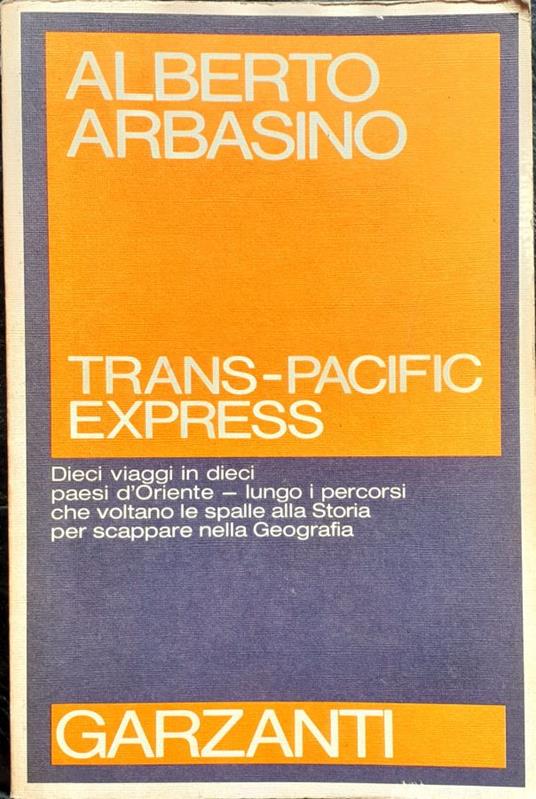 ALBERTO
ARBASINO
TRANS-PACIFIC
EXPRESS
Dieci viaggi in dieci
paesi d'Oriente – lungo i percorsi
che voltano le spalle alla Storia
per scappare nella Geografia
GARZANTI